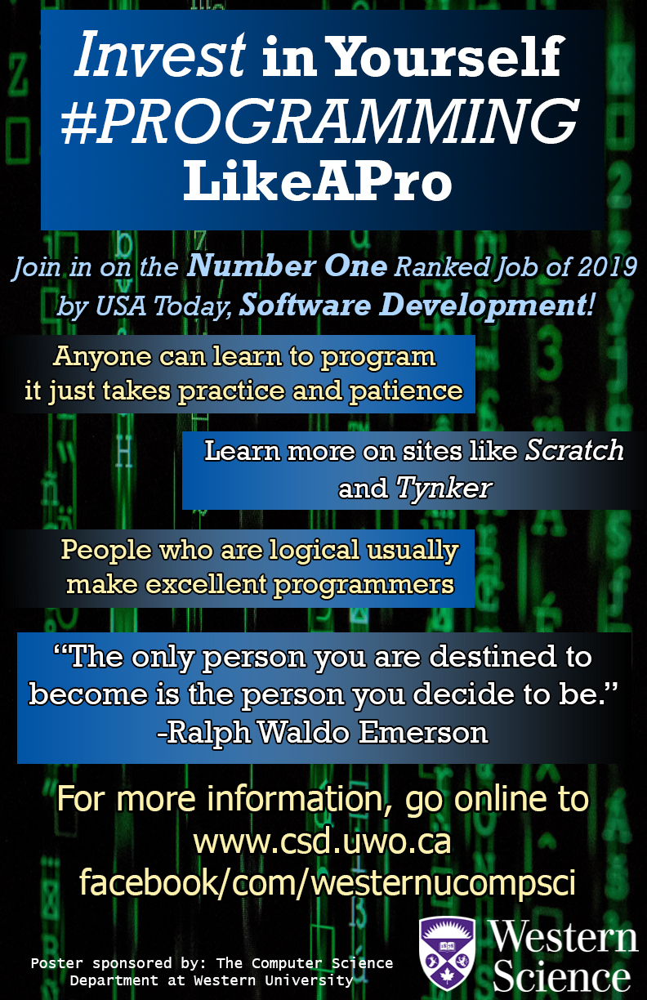 Invest in Yourself
#PROGRAMMING
LikeAPro
Join in on the Number One Ranked Job of 2019
by USA Today, Software Development!
Anyone can learn to program
it just takes practice and patience
Learn more on sites like Scratch
and Tynker
People who are logical usually
make excellent programmers
“The only person you are destined to
become is the person you decide to be.”
-Ralph Waldo Emerson
For more information, go online to
www.csd.uwo.ca
facebook/com/westernucompsci
Poster sponsored by: The Computer Science
Department at Western University
Western
Science